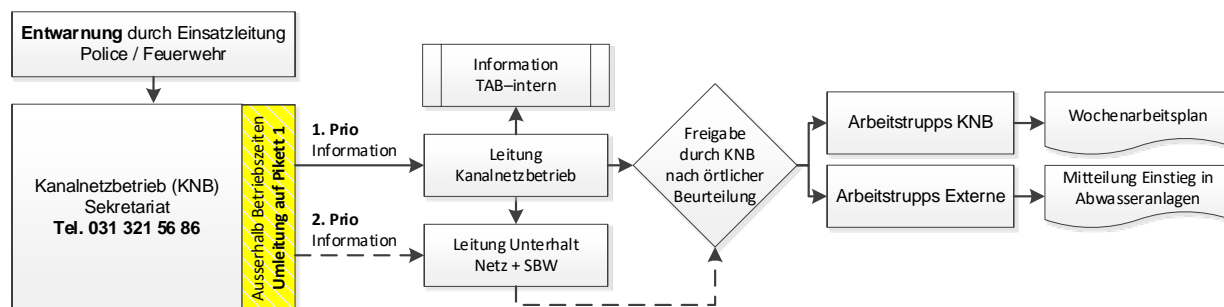 Entwarnung durch Einsatzleitung
Police / Feuerwehr
Kanalnetzbetrieb (KNB)
Sekretariat
Tel. 031 321 56 86
Ausserhalb Betriebszeiten
Umleitung auf Pikett 1
1. Prio
Information
2. Prio
Information
Information
TAB–intern
Leitung
Kanalnetzbetrieb
Leitung Unterhalt
Netz + SBW
Freigabe
durch KNB
nach örtlicher
Beurteilung
Arbeitstrupps KNB
Wochenarbeitsplan
Arbeitstrupps Externe
Mitteilung Einstieg in
Abwasseranlagen